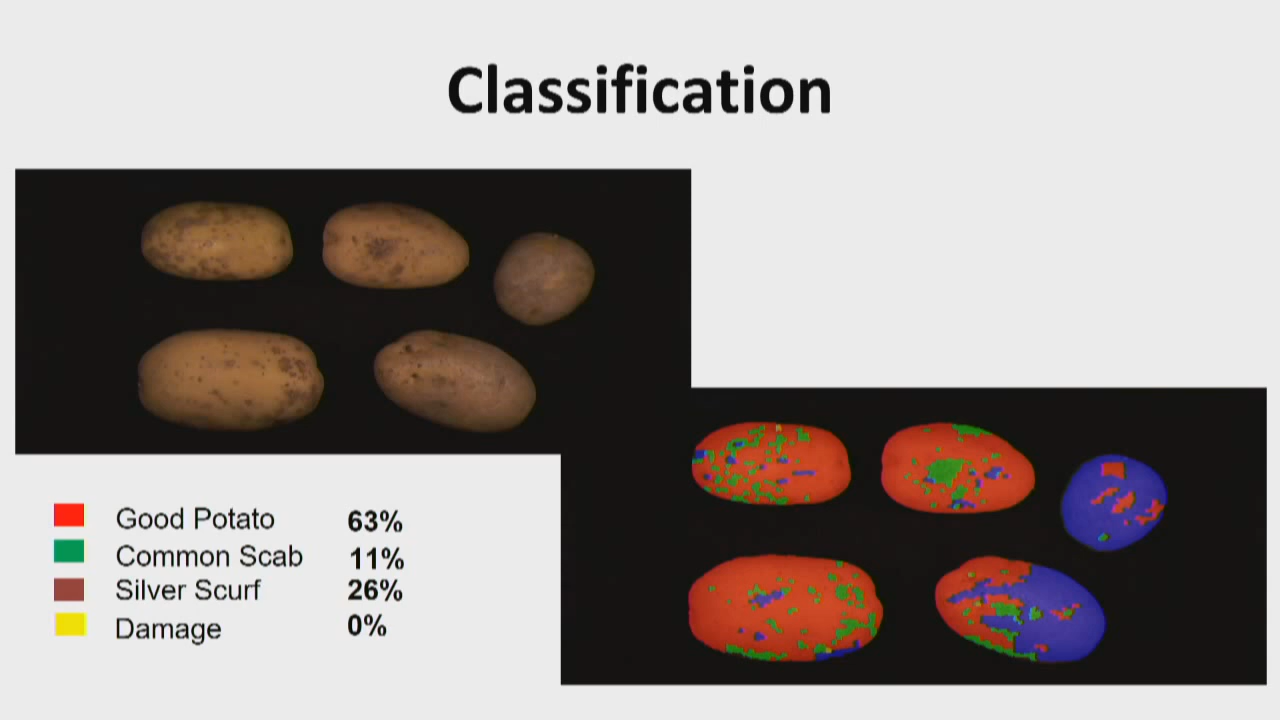 Classification
Good Potato 63%
Common Scab 11%
Silver Scurf 26%
Damage 0%